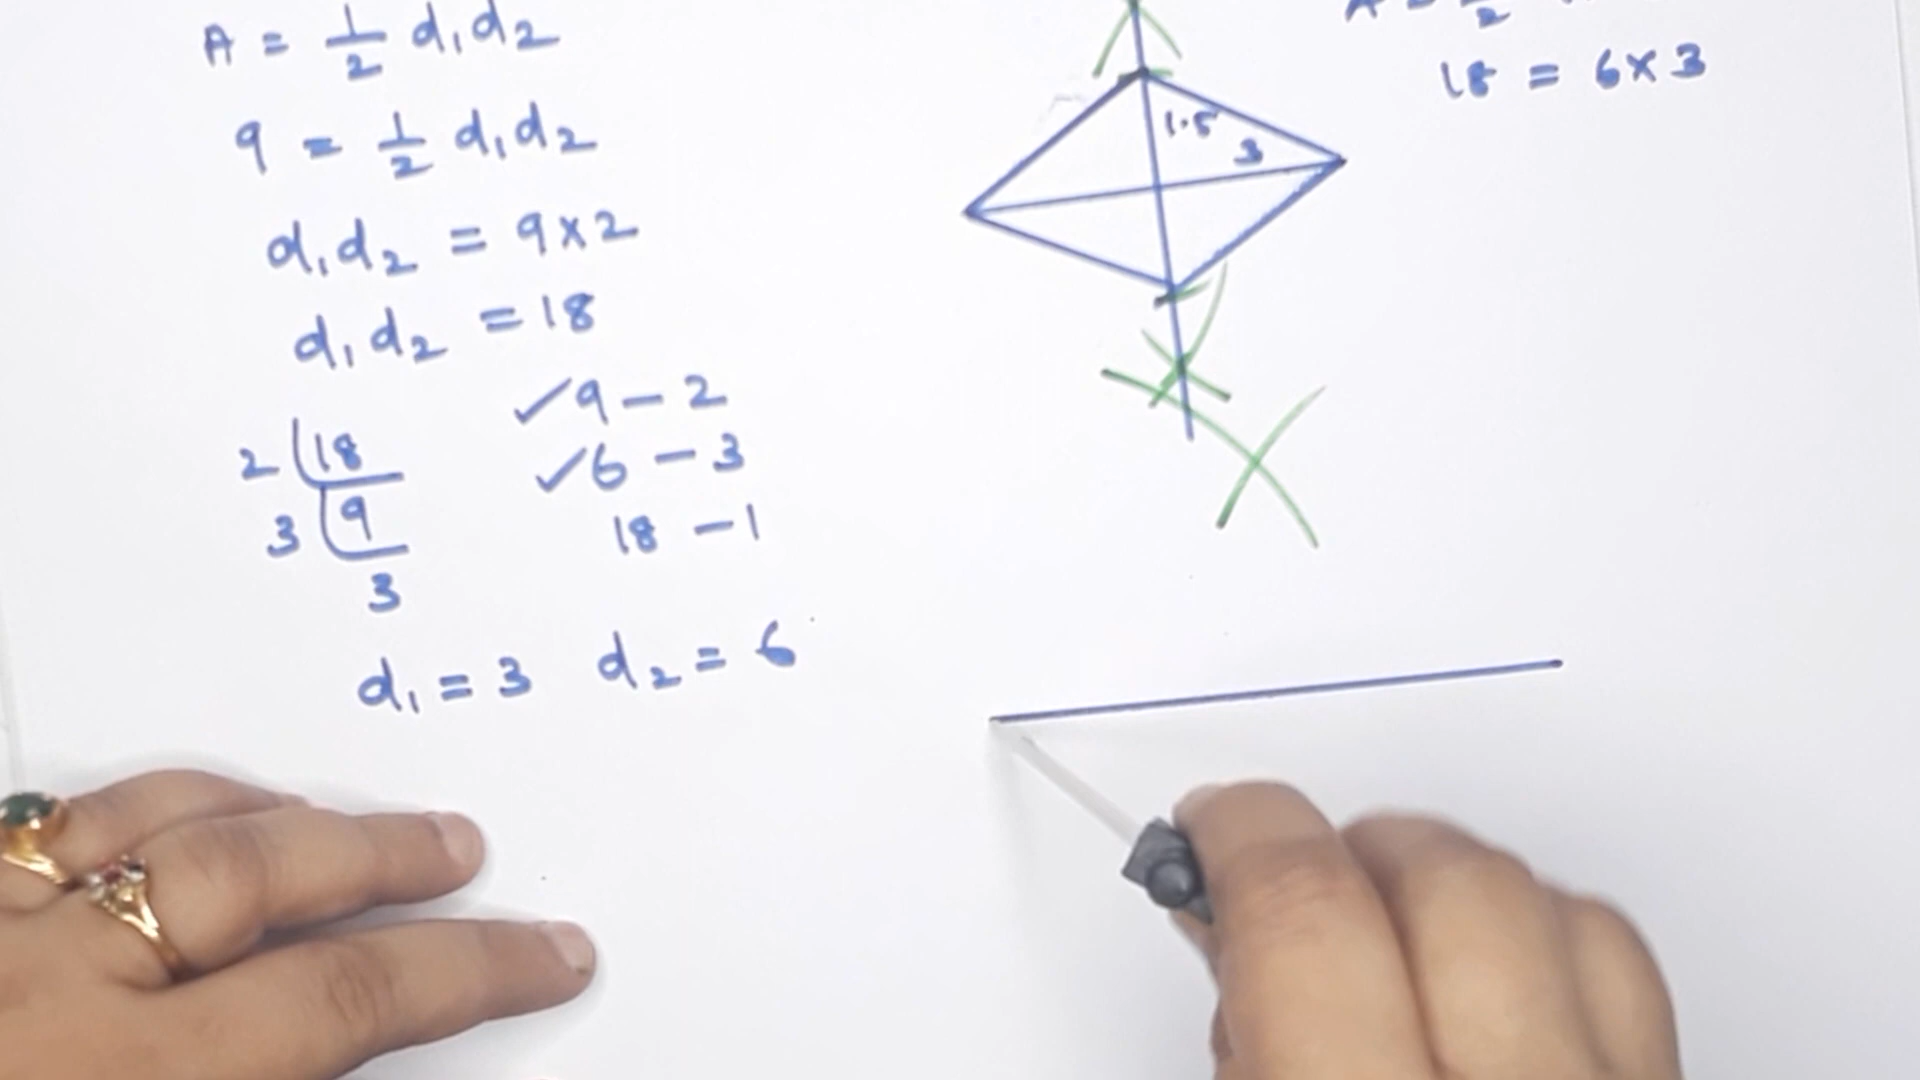 A = 1/2 d₁d₂
9 = 1/2 d₁d₂
d₁d₂ = 9×2
d₁d₂ = 18
✓9 – 2
2 18
✓6 – 3
3 9
18 – 1
3
d₁ = 3 d₂ = 6
1.5
3
18 = 6×3